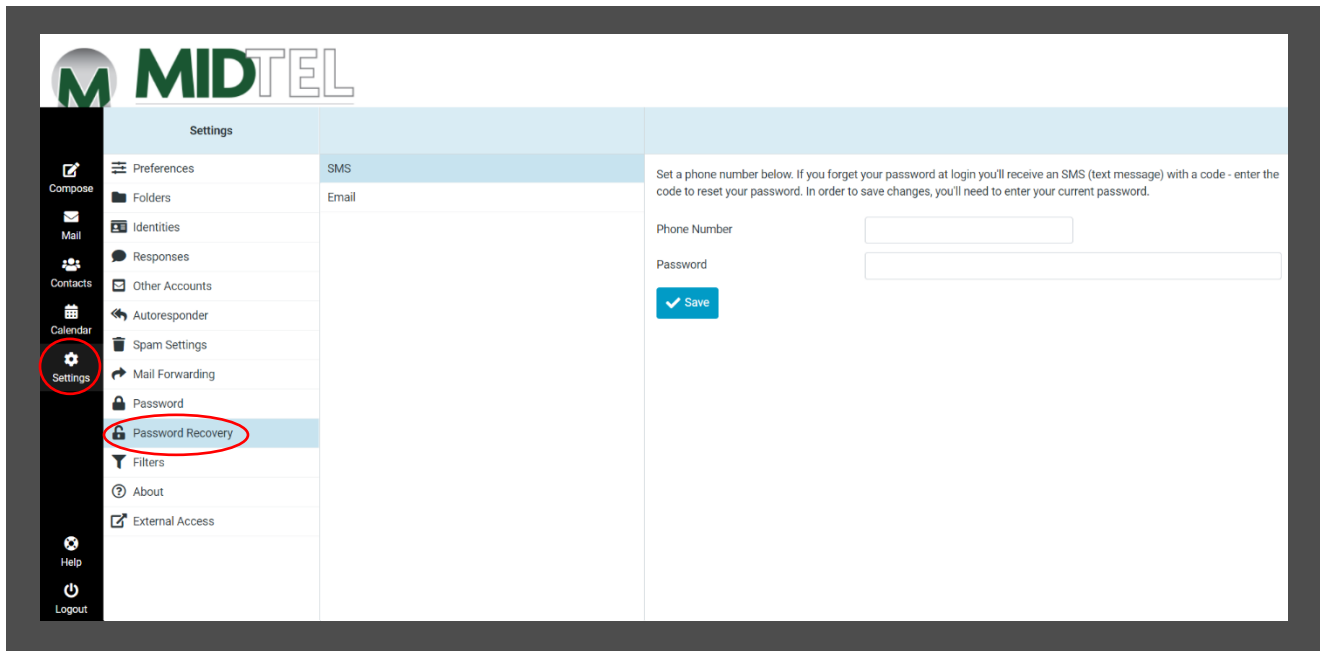 M MIDTEL
Settings
Compose
Mail
Contacts
Calendar
Settings
Help
Logout
Preferences
Folders
Identities
Responses
Other Accounts
Autoresponder
Spam Settings
Mail Forwarding
Password
Password Recovery
Filters
About
External Access
SMS
Email
Set a phone number below. If you forget your password at login you'll receive an SMS (text message) with a code - enter the
code to reset your password. In order to save changes, you'll need to enter your current password.
Phone Number
Password
Save